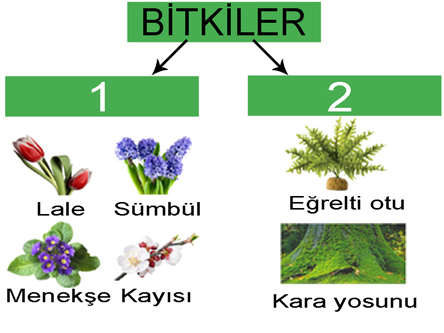 BİTKİLER
1
2
Lale
Sümbül
Menekşe
Kayısı
Eğrelti otu
Kara yosunu